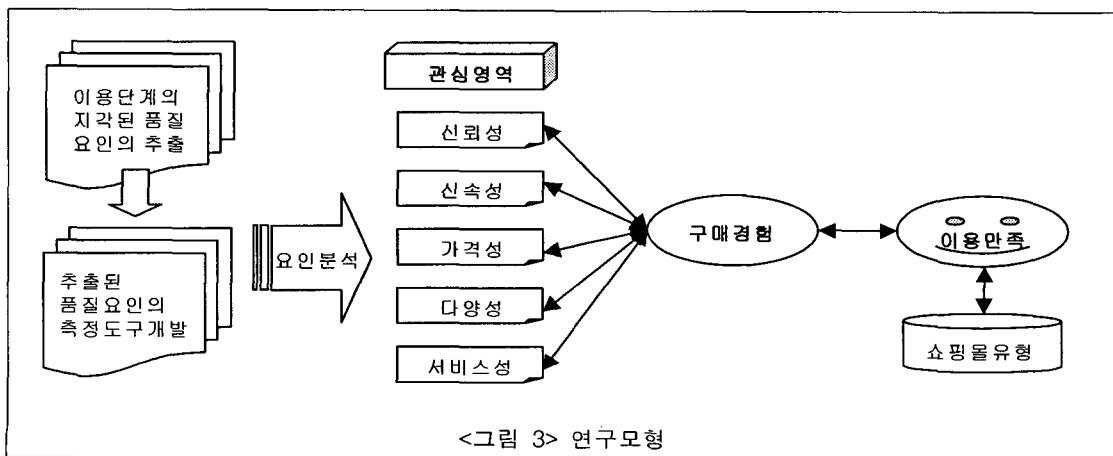 이용단계의
지각된 품질
요인의 추출
추출된
품질요인의
측정도구개발
요인분석
관심영역
신뢰성
신속성
가격성
다양성
서비스성
구매경험
이용만족
쇼핑몰유형
<그림 3> 연구모형